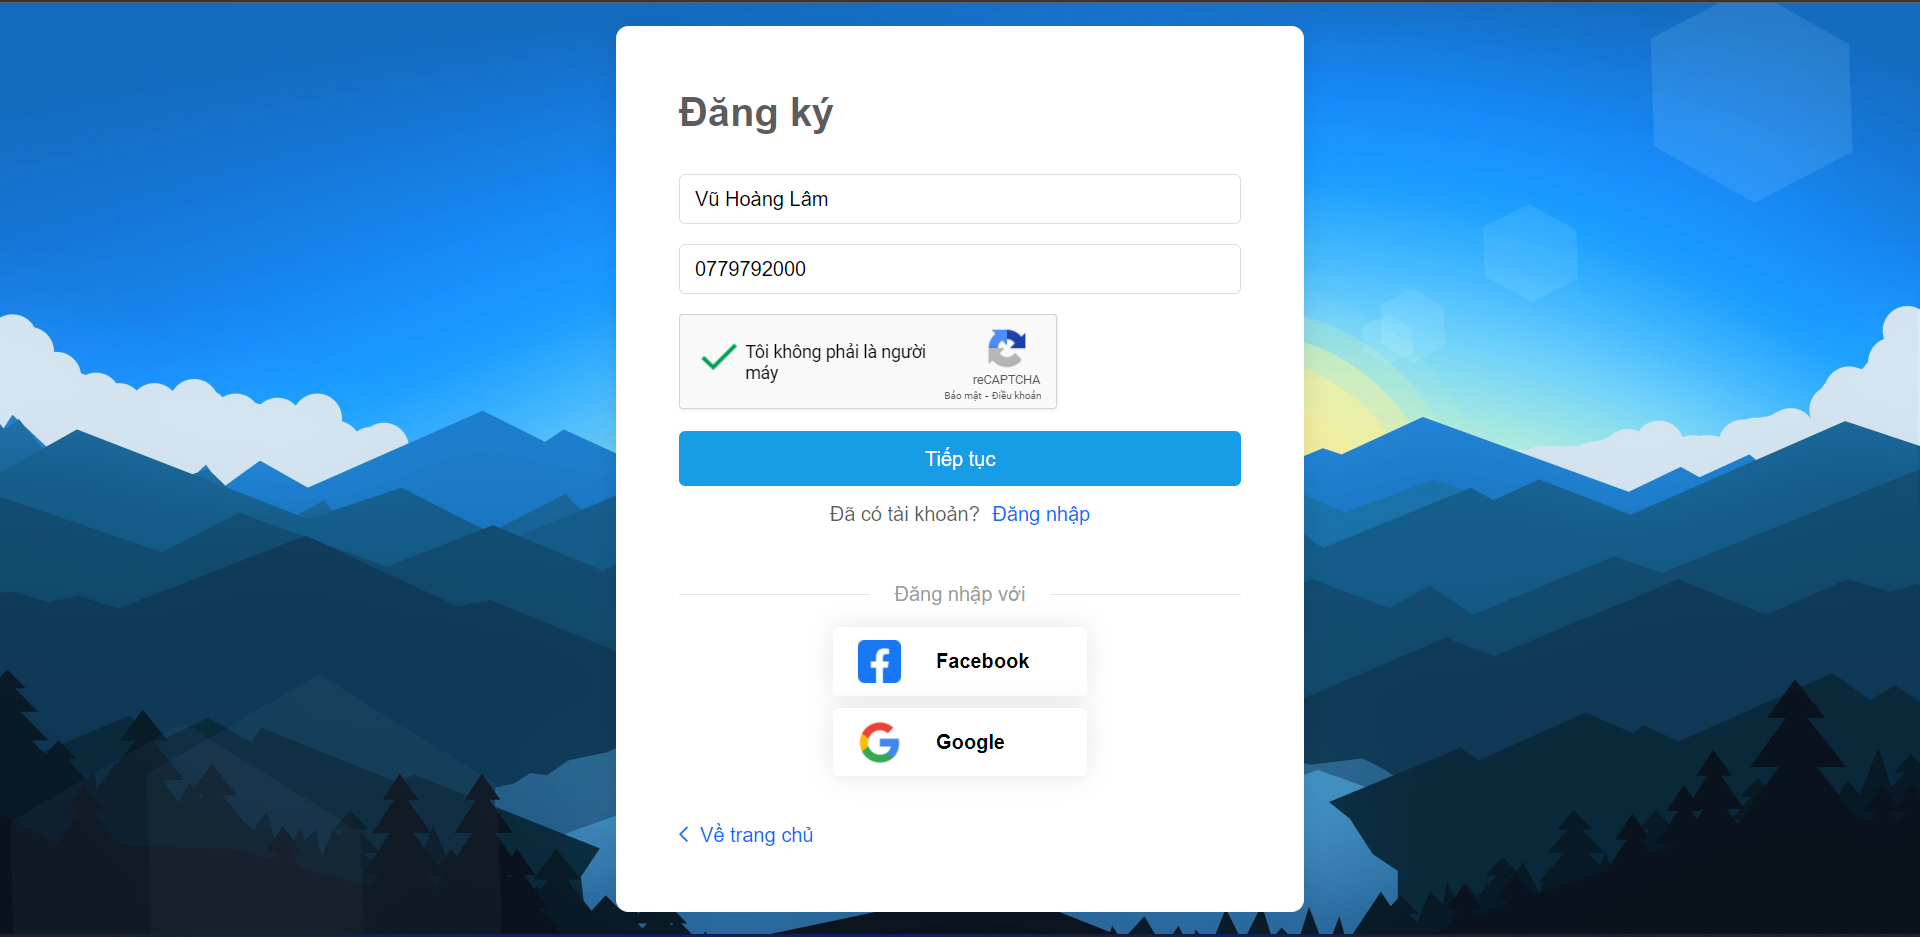 Đăng ký
Vũ Hoàng Lâm
0779792000
Tôi không phải là người
máy
reCAPTCHA
Bảo mật - Điều khoản
Tiếp tục
Đã có tài khoản? Đăng nhập
Đăng nhập với
Facebook
Google
Về trang chủ